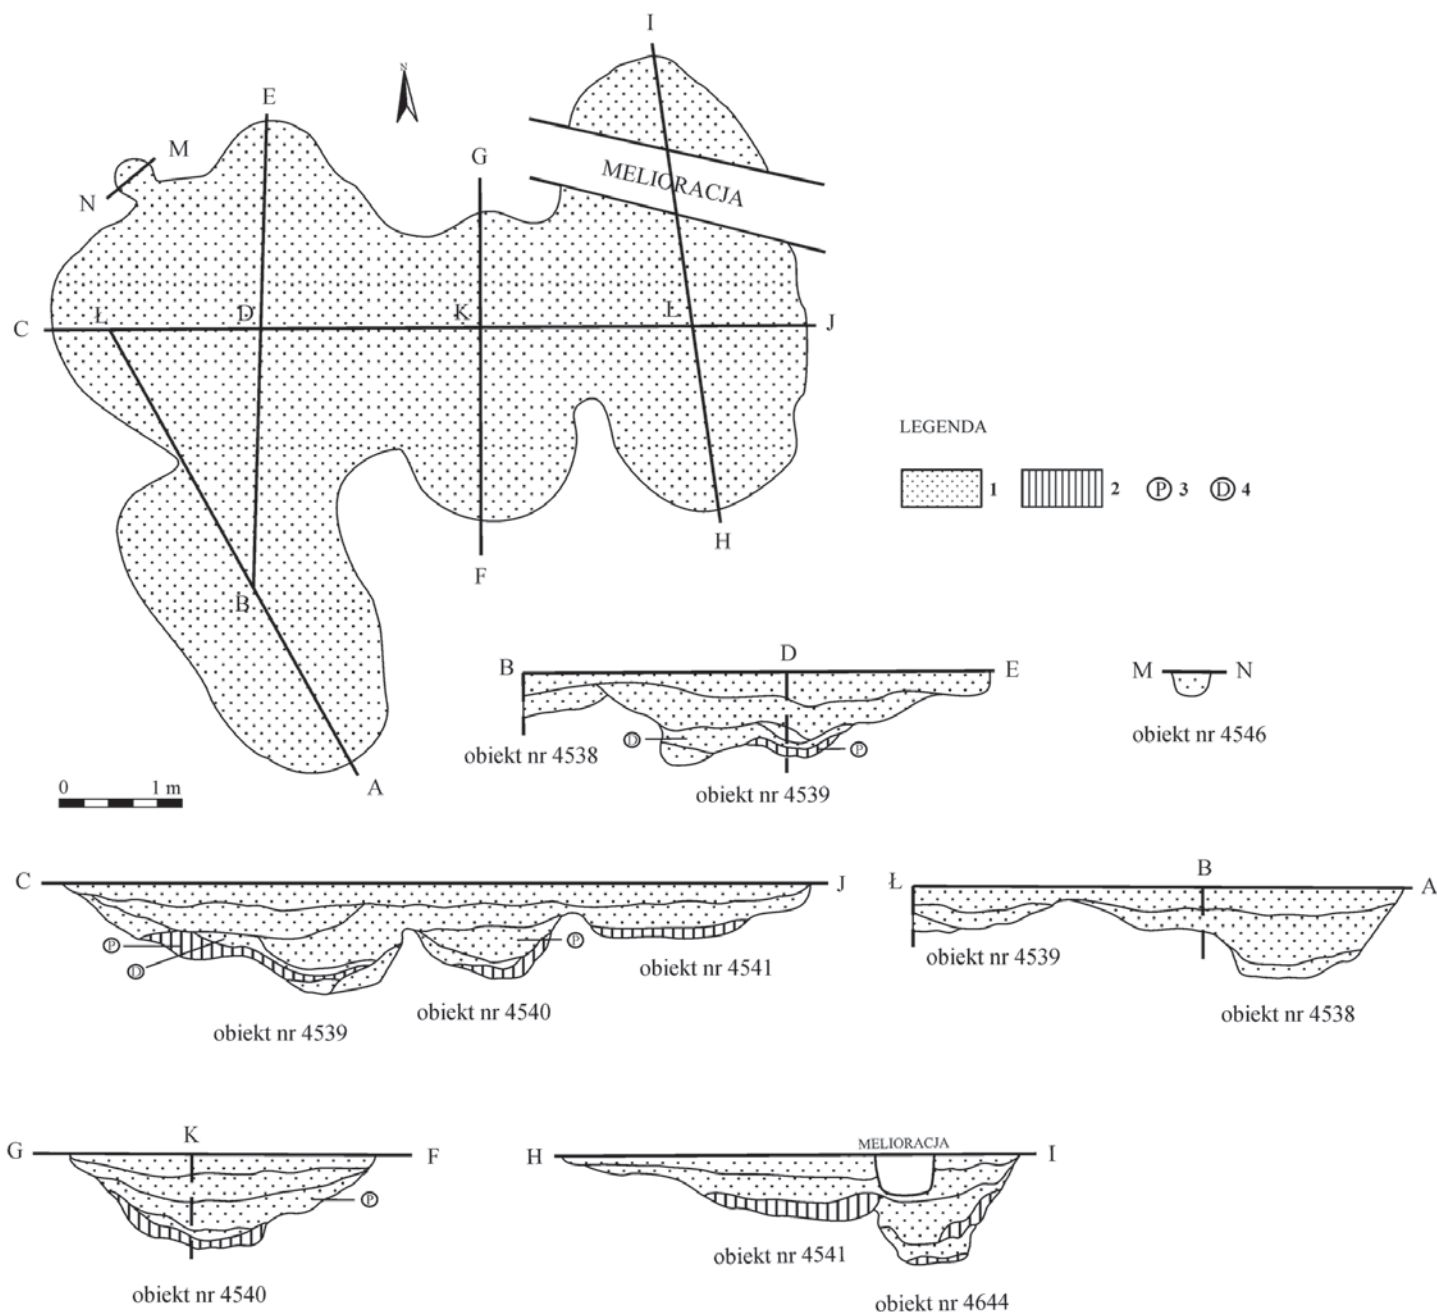 I
N
E
M
G
MELIORACJA
N
C
Ł
D
K
Ł
J
LEGENDA
1
2
P 3
D 4
H
F
B
A
0 1 m
B
D
E
D
P
obiekt nr 4538
obiekt nr 4539
M N
obiekt nr 4546
C
J
P
D
P
obiekt nr 4539
obiekt nr 4540
obiekt nr 4541
Ł
B
A
obiekt nr 4539
obiekt nr 4538
G
K
F
P
obiekt nr 4540
H
MELIORACJA
I
obiekt nr 4541
obiekt nr 4644